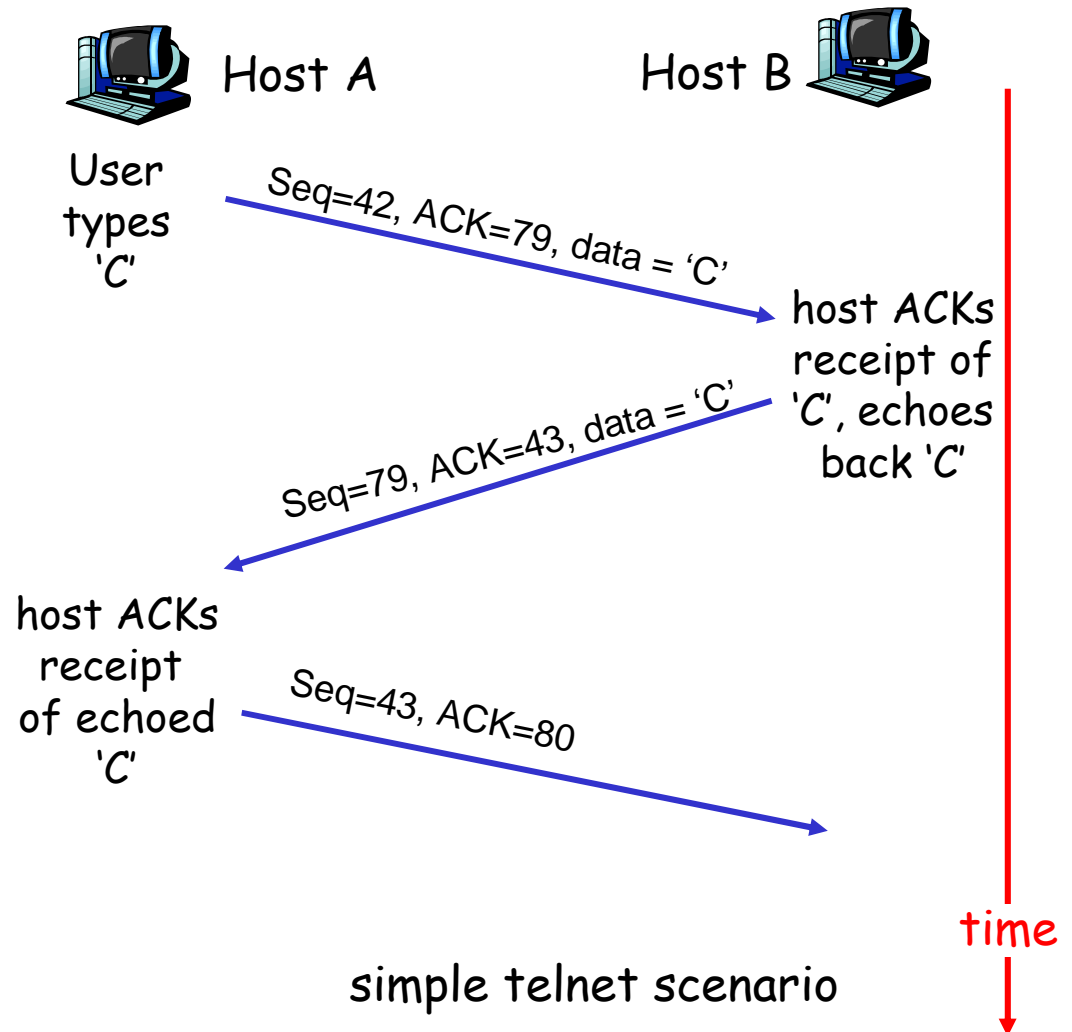 Host A
Host B
User
types
‘C’
Seq=42, ACK=79, data = ‘C’
host ACKs
receipt of
‘C’, echoes
back ‘C’
Seq=79, ACK=43, data = ‘C’
host ACKs
receipt
of echoed
‘C’
Seq=43, ACK=80
time
simple telnet scenario